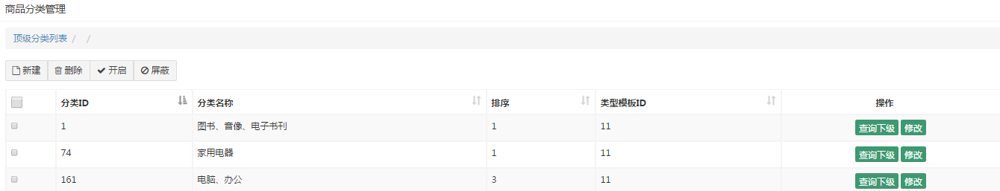 商品分类管理
顶级分类列表 / /
新建 删除 开启 屏蔽
分类ID 分类名称 排序 类型模板ID 操作
1 图书、音像、电子书刊 1 11 查询下级 修改
74 家用电器 1 11 查询下级 修改
161 电脑、办公 3 11 查询下级 修改